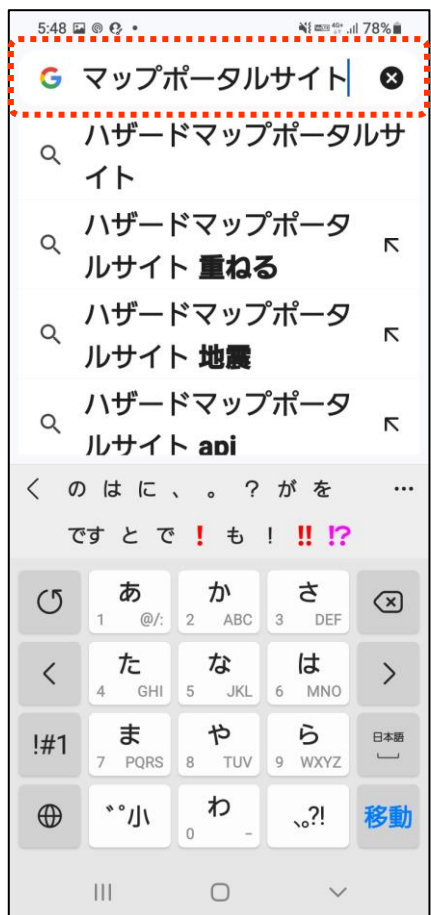 5:48 78%
マップポータルサイト
ハザードマップポータルサ
イト
ハザードマップポータ
ルサイト 重ねる
ハザードマップポータ
ルサイト 地震
ハザードマップポータ
ルサイト api
の は に 、 。 ? が を …
です と で ❗ も ! ‼ ⁉
あ か さ
1 @/: 2 ABC 3 DEF
た な は
4 GHI 5 JKL 6 MNO
!#1 ま や ら 日本語
7 PQRS 8 TUV 9 WXYZ
゛゜小 わ 、。?! 移動
0 -